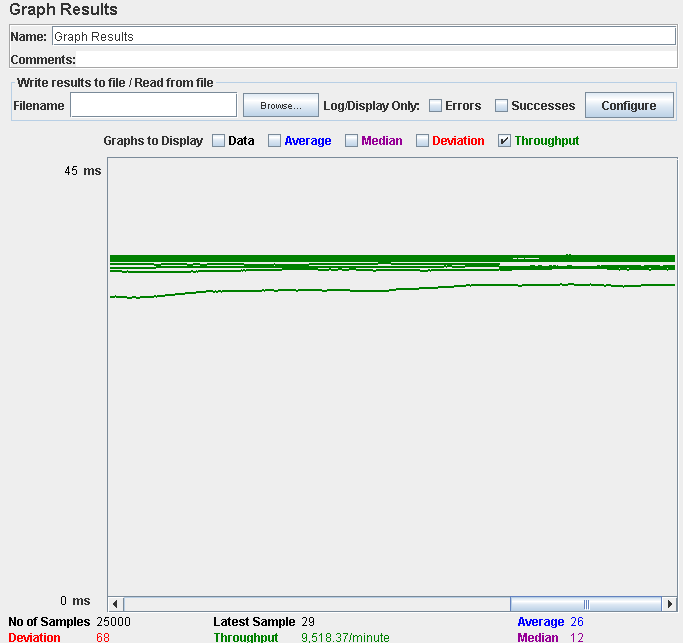 Graph Results
Name: Graph Results
Comments:
Write results to file / Read from file
Filename Browse... Log/Display Only: Errors Successes Configure
Graphs to Display Data Average Median Deviation Throughput
45 ms
0 ms
No of Samples 25000 Latest Sample 29 Average 26
Deviation 68 Throughput 9,518.37/minute Median 12